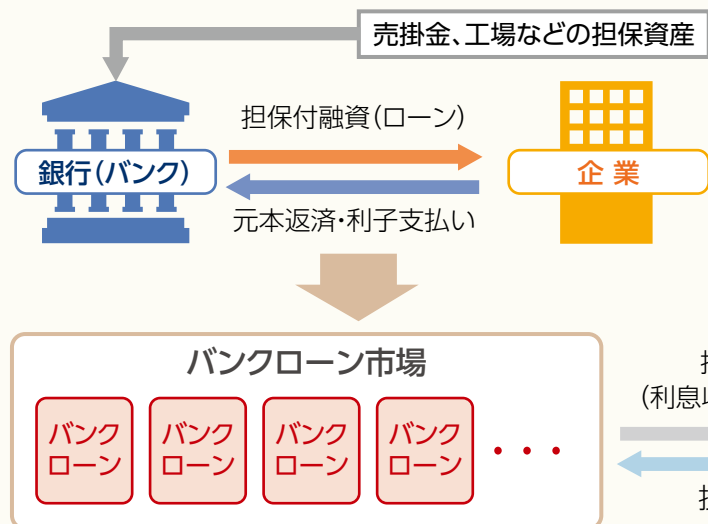 売掛金、工場などの担保資産
担保付融資(ローン)
銀行(バンク)
企業
元本返済・利子支払い
バンクローン市場
バンク
ローン
バンク
ローン
バンク
ローン
バンク
ローン
・・・
(利息